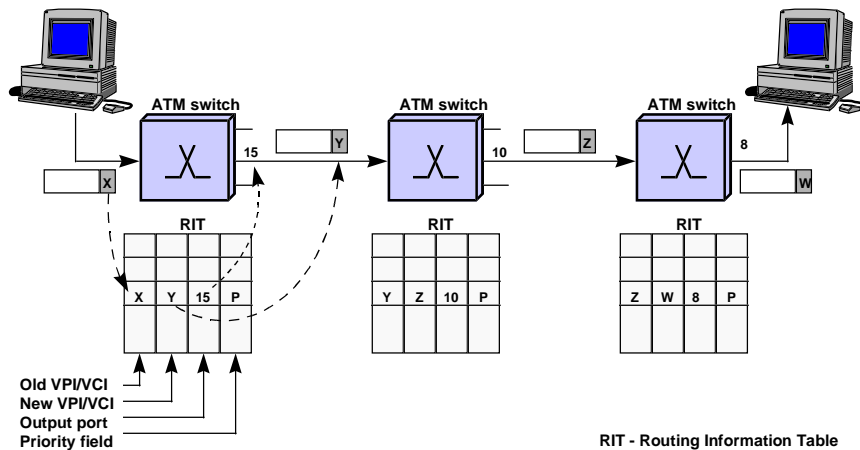 ATM switch
ATM switch
ATM switch
15
Y
10
Z
8
X
W
RIT
RIT
RIT
X Y 15 P
Y Z 10 P
Z W 8 P
Old VPI/VCI
New VPI/VCI
Output port
Priority field
RIT - Routing Information Table